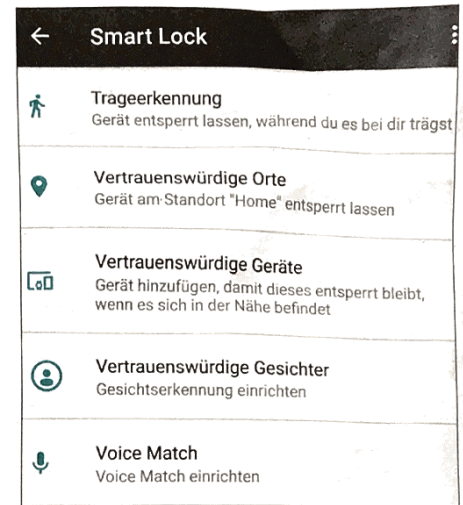 Smart Lock
Trageerkennung
Gerät entsperrt lassen, während du es bei dir trägst
Vertrauenswürdige Orte
Gerät am Standort "Home" entsperrt lassen
Vertrauenswürdige Geräte
Gerät hinzufügen, damit dieses entsperrt bleibt,
wenn es sich in der Nähe befindet
Vertrauenswürdige Gesichter
Gesichtserkennung einrichten
Voice Match
Voice Match einrichten